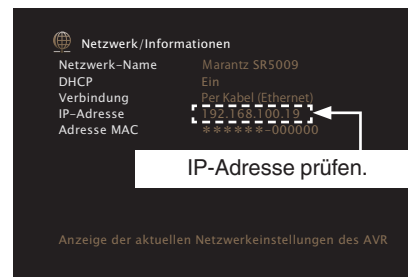 Netzwerk/Informationen
Netzwerk-Name Marantz SR5009
DHCP Ein
Verbindung Per Kabel (Ethernet)
IP-Adresse 192.168.100.19
Adresse MAC ******-000000
IP-Adresse prüfen.
Anzeige der aktuellen Netzwerkeinstellungen des AVR